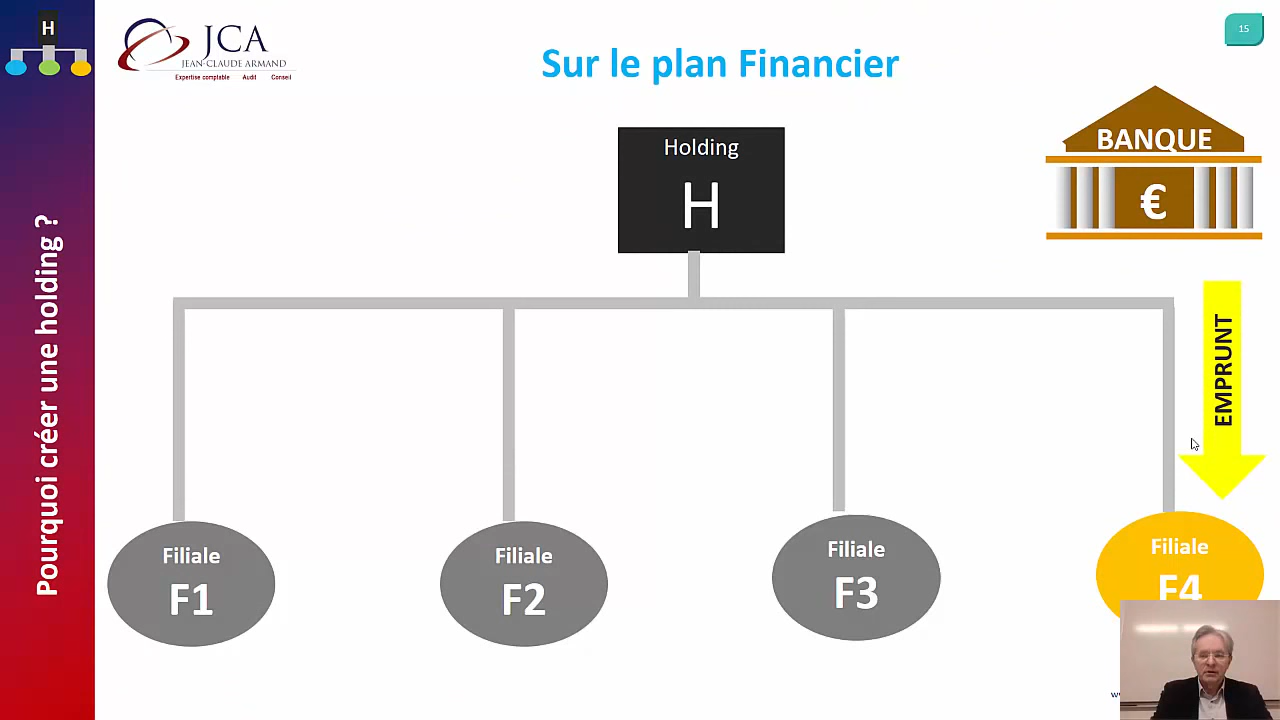 H
JCA
JEAN-CLAUDE ARMAND
Expertise comptable Audit Conseil
Sur le plan Financier
15
Pourquoi créer une holding ?
Holding
H
BANQUE
€
EMPRUNT
Filiale
F1
Filiale
F2
Filiale
F3
Filiale
F4